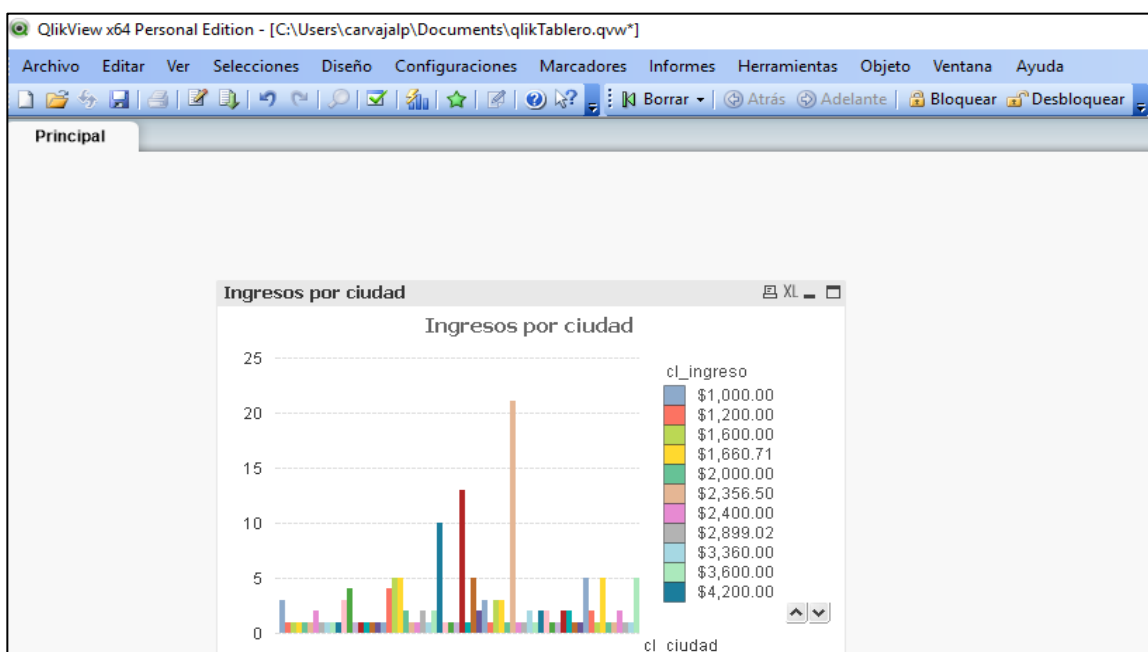 QlikView x64 Personal Edition - [C:\Users\carvajalp\Documents\qlikTablero.qvw*]
Archivo Editar Ver Selecciones Diseño Configuraciones Marcadores Informes Herramientas Objeto Ventana Ayuda
Borrar Atrás Adelante Bloquear Desbloquear
Principal
Ingresos por ciudad XL
Ingresos por ciudad
25
20
15
10
5
0
cl_ingreso
$1,000.00
$1,200.00
$1,600.00
$1,660.71
$2,000.00
$2,356.50
$2,400.00
$2,899.02
$3,360.00
$3,600.00
$4,200.00
cl_ciudad